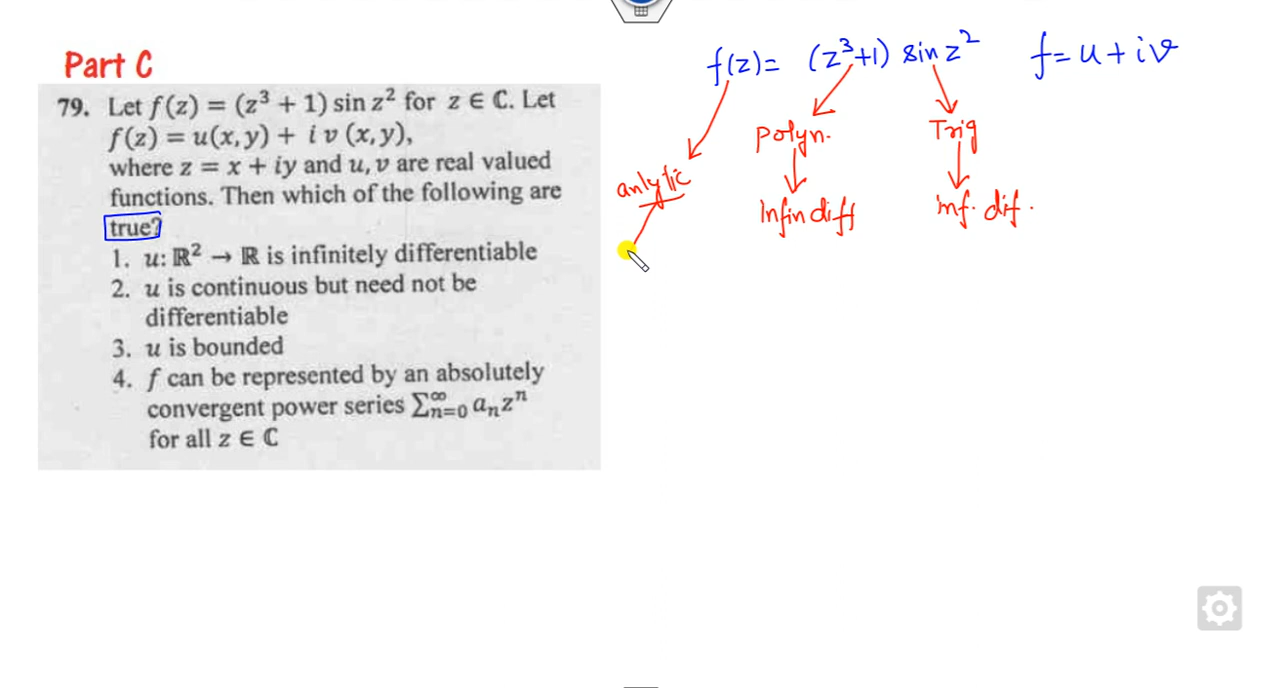 Part C
79. Let f(z) = (z³ + 1) sin z² for z ∈ ℂ. Let
f(z) = u(x, y) + i v (x, y),
where z = x + iy and u, v are real valued
functions. Then which of the following are
true?
1. u: ℝ² → ℝ is infinitely differentiable
2. u is continuous but need not be
differentiable
3. u is bounded
4. f can be represented by an absolutely
convergent power series ∑ₙ₌₀^∞ aₙzⁿ
for all z ∈ ℂ
f(z) = (z³+1) sin z² f = u + iv
Polyn. Trig
anlytic
Infin diff inf. dif.